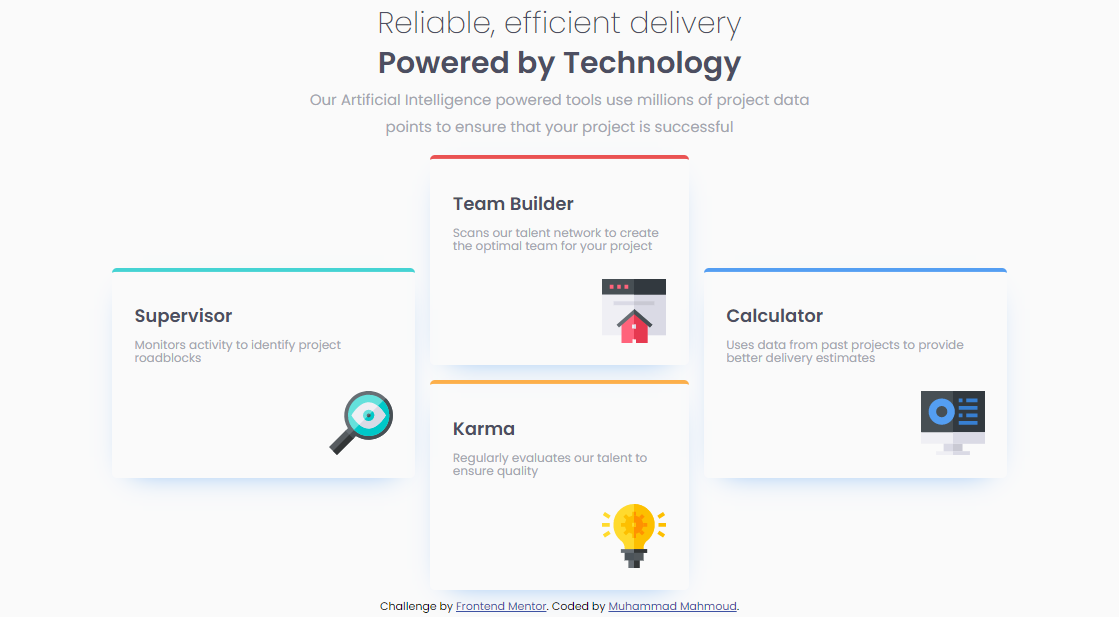 Reliable, efficient delivery
Powered by Technology
Our Artificial Intelligence powered tools use millions of project data
points to ensure that your project is successful
Team Builder
Scans our talent network to create
the optimal team for your project
Supervisor
Monitors activity to identify project
roadblocks
Calculator
Uses data from past projects to provide
better delivery estimates
Karma
Regularly evaluates our talent to
ensure quality
Challenge by Frontend Mentor. Coded by Muhammad Mahmoud.